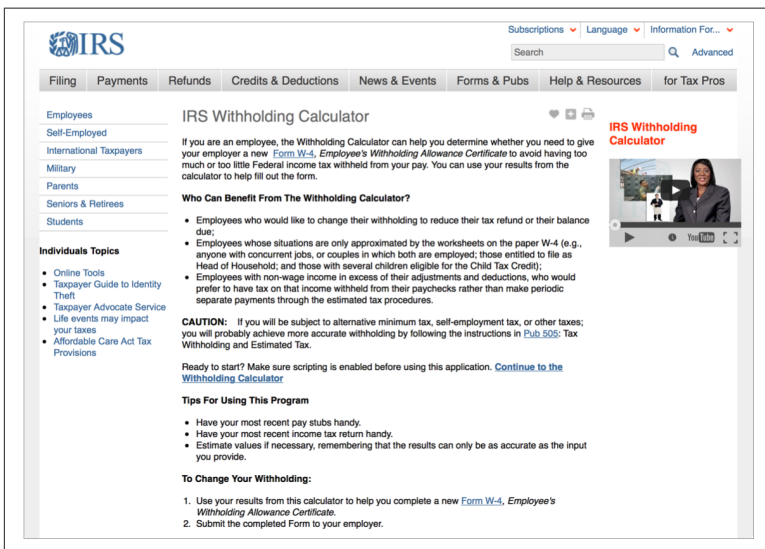 Subscriptions Language Information For...
IRS
Search Advanced
Filing Payments Refunds Credits & Deductions News & Events Forms & Pubs Help & Resources for Tax Pros
Employees
Self-Employed
International Taxpayers
Military
Parents
Seniors & Retirees
Students
Individuals Topics
Online Tools
Taxpayer Guide to Identity
Theft
Taxpayer Advocate Service
Life events may impact
your taxes
Affordable Care Act Tax
Provisions
IRS Withholding Calculator
If you are an employee, the Withholding Calculator can help you determine whether you need to give
your employer a new Form W-4, Employee's Withholding Allowance Certificate to avoid having too
much or too little Federal income tax withheld from your pay. You can use your results from the
calculator to help fill out the form.
Who Can Benefit From The Withholding Calculator?
• Employees who would like to change their withholding to reduce their tax refund or their balance
due;
• Employees whose situations are only approximated by the worksheets on the paper W-4 (e.g.,
anyone with concurrent jobs, or couples in which both are employed; those entitled to file as
Head of Household; and those with several children eligible for the Child Tax Credit);
• Employees with non-wage income in excess of their adjustments and deductions, who would
prefer to have tax on that income withheld from their paychecks rather than make periodic
separate payments through the estimated tax procedures.
CAUTION: If you will be subject to alternative minimum tax, self-employment tax, or other taxes;
you will probably achieve more accurate withholding by following the instructions in Pub 505: Tax
Withholding and Estimated Tax.
Ready to start? Make sure scripting is enabled before using this application. Continue to the
Withholding Calculator
Tips For Using This Program
• Have your most recent pay stubs handy.
• Have your most recent income tax return handy.
• Estimate values if necessary, remembering that the results can only be as accurate as the input
you provide.
To Change Your Withholding:
1. Use your results from this calculator to help you complete a new Form W-4, Employee's
Withholding Allowance Certificate.
2. Submit the completed Form to your employer.
IRS Withholding
Calculator
YouTube